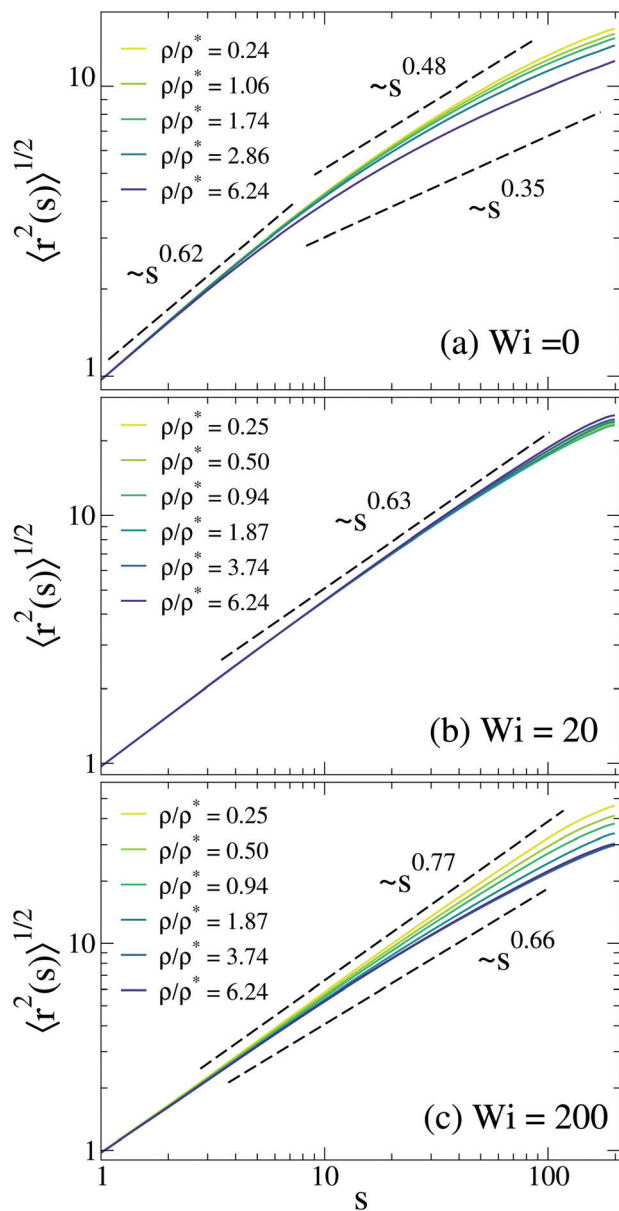 ⟨r²(s)⟩^1/2
10
1
ρ/ρ* = 0.24
ρ/ρ* = 1.06
ρ/ρ* = 1.74
ρ/ρ* = 2.86
ρ/ρ* = 6.24
~s^0.48
~s^0.35
~s^0.62
(a) Wi =0
⟨r²(s)⟩^1/2
10
1
ρ/ρ* = 0.25
ρ/ρ* = 0.50
ρ/ρ* = 0.94
ρ/ρ* = 1.87
ρ/ρ* = 3.74
ρ/ρ* = 6.24
~s^0.63
(b) Wi = 20
⟨r²(s)⟩^1/2
10
1
ρ/ρ* = 0.25
ρ/ρ* = 0.50
ρ/ρ* = 0.94
ρ/ρ* = 1.87
ρ/ρ* = 3.74
ρ/ρ* = 6.24
~s^0.77
~s^0.66
(c) Wi = 200
1 10 100
s